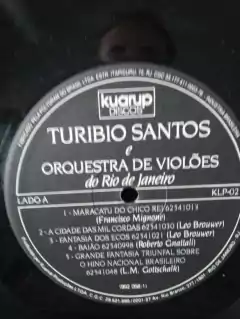 kuarup
DISCOS
TURIBIO SANTOS
e
ORQUESTRA DE VIOLÕES
do Rio de Janeiro
LADO A
KLP-02
1 - MARACATU DO CHICO REI 62541013
(Francisco Mignone)
2 - A CIDADE DAS MIL CORDAS 62541030 (Leo Brouwer)
3 - FANTASIA DOS ECOS 62541021 (Leo Brouwer)
4 - BAIÃO 62540998 (Roberto Gnattali)
5 - GRANDE FANTASIA TRIUNFAL SOBRE
O HINO NACIONAL BRASILEIRO
62541048 (L.M. Gottschalk)